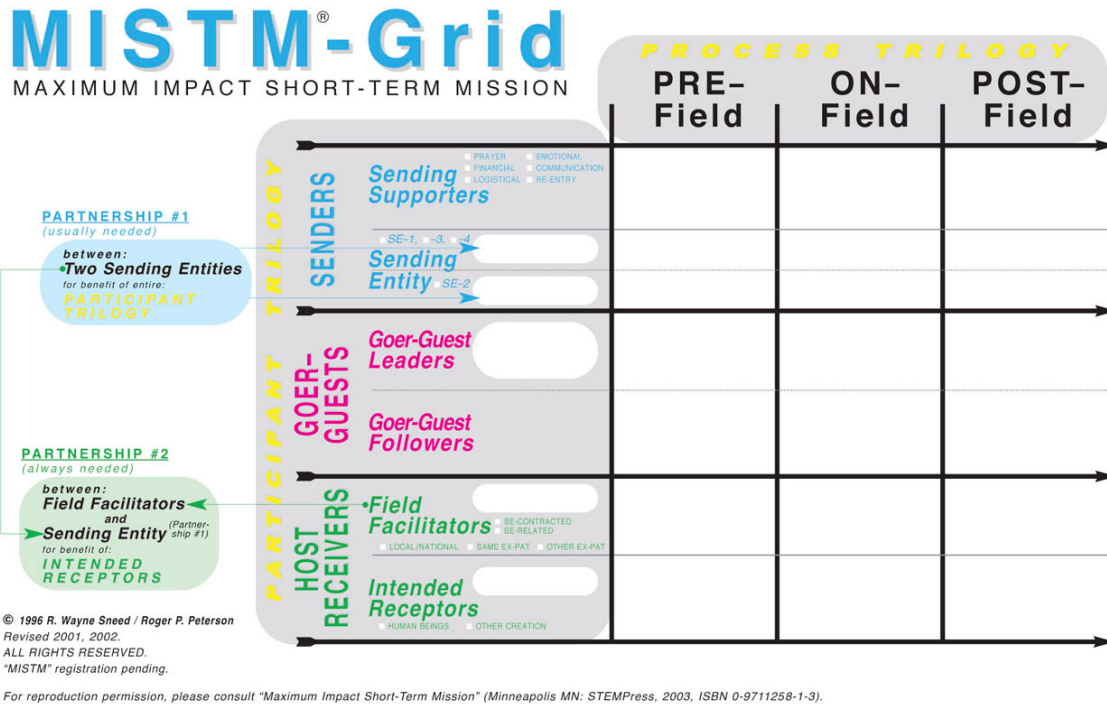 MISTM®-Grid
MAXIMUM IMPACT SHORT-TERM MISSION
PROCESS TRILOGY
PRE–
Field
ON–
Field
POST–
Field
PARTICIPANT TRILOGY
SENDERS
Sending
Supporters
PRAYER
EMOTIONAL
FINANCIAL
COMMUNICATION
LOGISTICAL
RE-ENTRY
SE–1, –3, –4
Sending
Entity
SE–2
GOER–
GUESTS
Goer-Guest
Leaders
Goer-Guest
Followers
HOST
RECEIVERS
Field
Facilitators
SE-CONTRACTED
SE-RELATED
LOCAL/NATIONAL
SAME EX-PAT
OTHER EX-PAT
Intended
Receptors
HUMAN BEINGS
OTHER CREATION
PARTNERSHIP #1
(usually needed)
between:
Two Sending Entities
for benefit of entire:
PARTICIPANT
TRILOGY
PARTNERSHIP #2
(always needed)
between:
Field Facilitators
and
Sending Entity (Partner-
ship #1)
for benefit of:
INTENDED
RECEPTORS
© 1996 R. Wayne Sneed / Roger P. Peterson
Revised 2001, 2002.
ALL RIGHTS RESERVED.
“MISTM” registration pending.
For reproduction permission, please consult “Maximum Impact Short-Term Mission” (Minneapolis MN: STEMPress, 2003, ISBN 0-9711258-1-3).